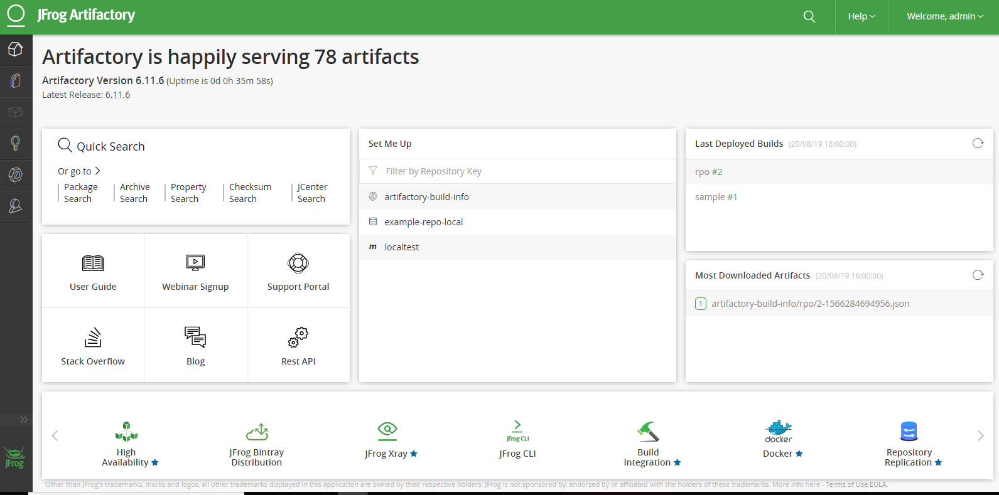 JFrog Artifactory
Help
Welcome, admin
Artifactory is happily serving 78 artifacts
Artifactory Version 6.11.6 (Uptime is 0d 0h 35m 58s)
Latest Release: 6.11.6
Quick Search
Or go to
Package Search
Archive Search
Property Search
Checksum Search
JCenter Search
User Guide
Webinar Signup
Support Portal
Stack Overflow
Blog
Rest API
Set Me Up
Filter by Repository Key
artifactory-build-info
example-repo-local
m localtest
Last Deployed Builds (20/08/19 16:00:00)
rpo #2
sample #1
Most Downloaded Artifacts (20/08/19 16:00:00)
1 artifactory-build-info/rpo/2-1566284694956.json
High
Availability
JFrog Bintray
Distribution
JFrog Xray
JFrog CLI
JFrog CLI
Build
Integration
docker
Docker
Repository
Replication
JFrog
Other than JFrog's trademarks, marks and logos, all other trademarks displayed in this application are owned by their respective holders. JFrog is not sponsored by, endorsed by or affiliated with the holders of these trademarks. More info here - Terms of Use,EULA.